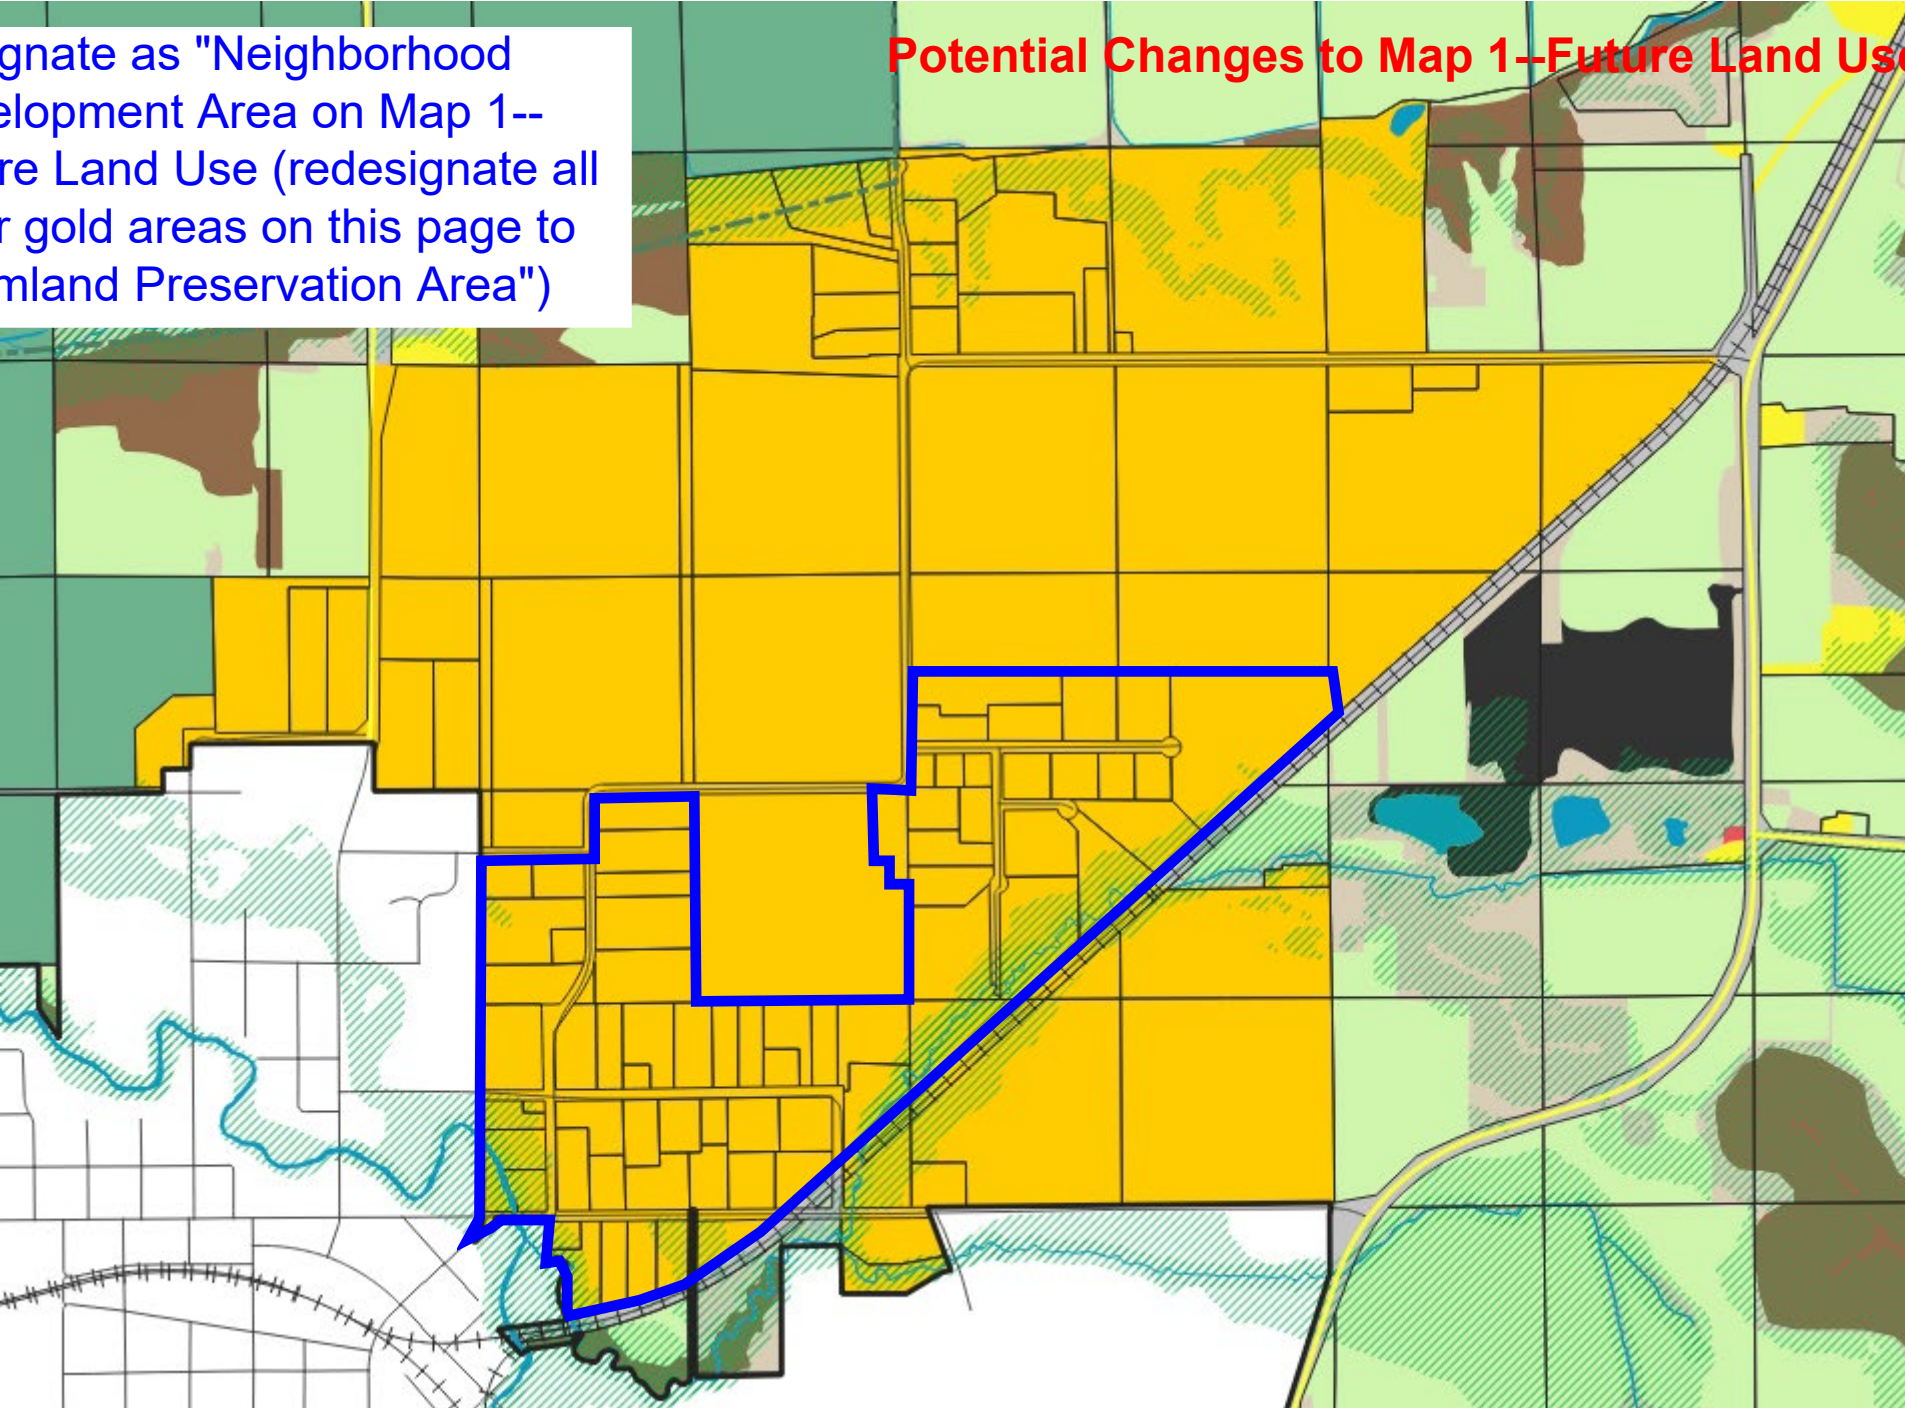 gnate as "Neighborhood
elopment Area on Map 1--
re Land Use (redesignate all
r gold areas on this page to
mland Preservation Area")
Potential Changes to Map 1--Future Land Use